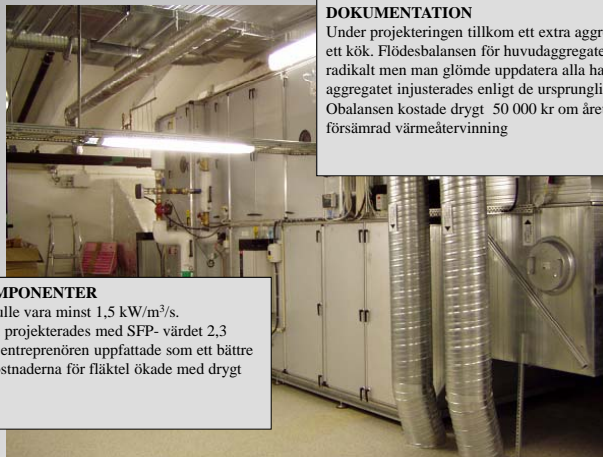 DOKUMENTATION
Under projekteringen tillkom ett extra aggr
ett kök. Flödesbalansen för huvudaggregate
radikalt men man glömde uppdatera alla ha
aggregatet injusterades enligt de ursprungli
Obalansen kostade drygt 50 000 kr om åre
försämrad värmeåtervinning
MPONENTER
ulle vara minst 1,5 kW/m³/s.
projekterades med SFP- värdet 2,3
entreprenören uppfattade som ett bättre
ostnaderna för fläktel ökade med drygt